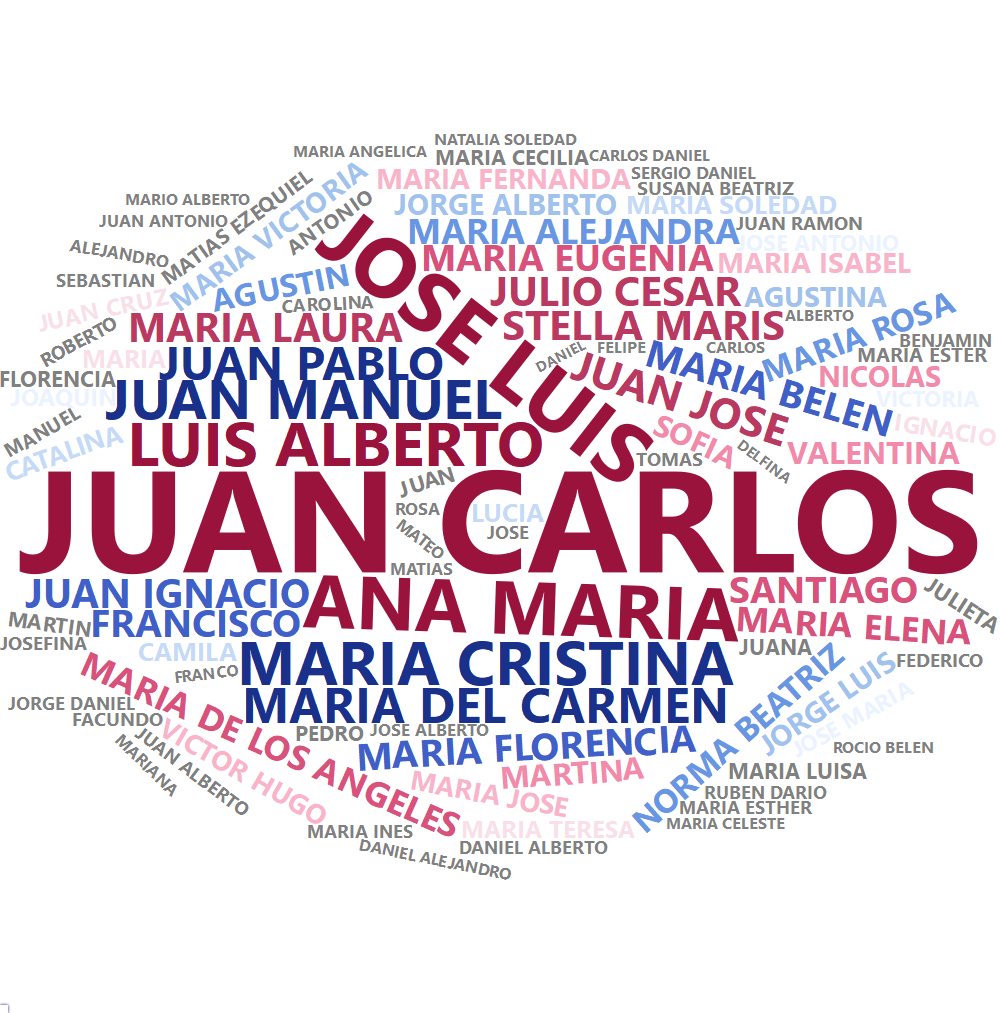 NATALIA SOLEDAD
MARIA ANGELICA
MARIA CECILIA
CARLOS DANIEL
MARIA FERNANDA
SERGIO DANIEL
SUSANA BEATRIZ
MARIO ALBERTO
MATIAS EZEQUIEL
MARIA VICTORIA
ANTONIO
JORGE ALBERTO
MARIA SOLEDAD
JUAN ANTONIO
JUAN RAMON
MARIA ALEJANDRA
JOSE ANTONIO
ALEJANDRO
MARIA EUGENIA
MARIA ISABEL
SEBASTIAN
AGUSTIN
JOSE LUIS
JULIO CESAR
AGUSTINA
JUAN CRUZ
CAROLINA
ALBERTO
ROBERTO
MARIA LAURA
STELLA MARIS
MARIA ROSA
BENJAMIN
MARIA
JUAN PABLO
DANIEL
FELIPE
CARLOS
MARIA ESTER
FLORENCIA
JUAN JOSE
MARIA BELEN
NICOLAS
JOAQUIN
JUAN MANUEL
VICTORIA
MANUEL
SOFIA
IGNACIO
CATALINA
LUIS ALBERTO
TOMAS
DELFINA
VALENTINA
JUAN CARLOS
JUAN
ROSA
LUCIA
MATEO
JOSE
MATIAS
JUAN IGNACIO
ANA MARIA
SANTIAGO
JULIETA
MARTIN
FRANCISCO
MARIA ELENA
JOSEFINA
CAMILA
MARIA CRISTINA
JUANA
FEDERICO
FRANCO
MARIA DE LOS ANGELES
NORMA BEATRIZ
JORGE LUIS
JOSE MARIA
JORGE DANIEL
MARIA DEL CARMEN
FACUNDO
VICTOR HUGO
PEDRO
JOSE ALBERTO
JUAN ALBERTO
MARIANA
MARIA FLORENCIA
ROCIO BELEN
MARIA JOSE
MARTINA
MARIA LUISA
RUBEN DARIO
MARIA ESTHER
MARIA INES
MARIA TERESA
MARIA CELESTE
DANIEL ALEJANDRO
DANIEL ALBERTO